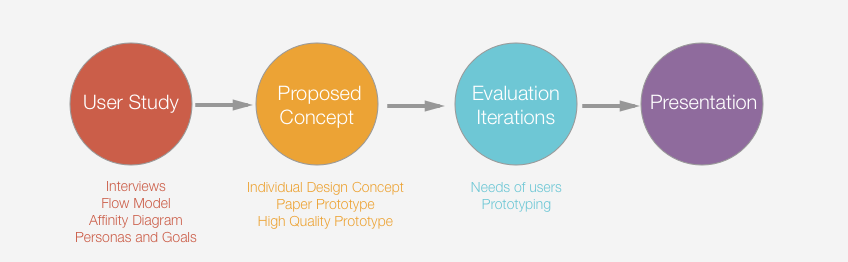 User Study
Proposed
Concept
Evaluation
Iterations
Presentation
Interviews
Flow Model
Affinity Diagram
Personas and Goals
Individual Design Concept
Paper Prototype
High Quality Prototype
Needs of users
Prototyping